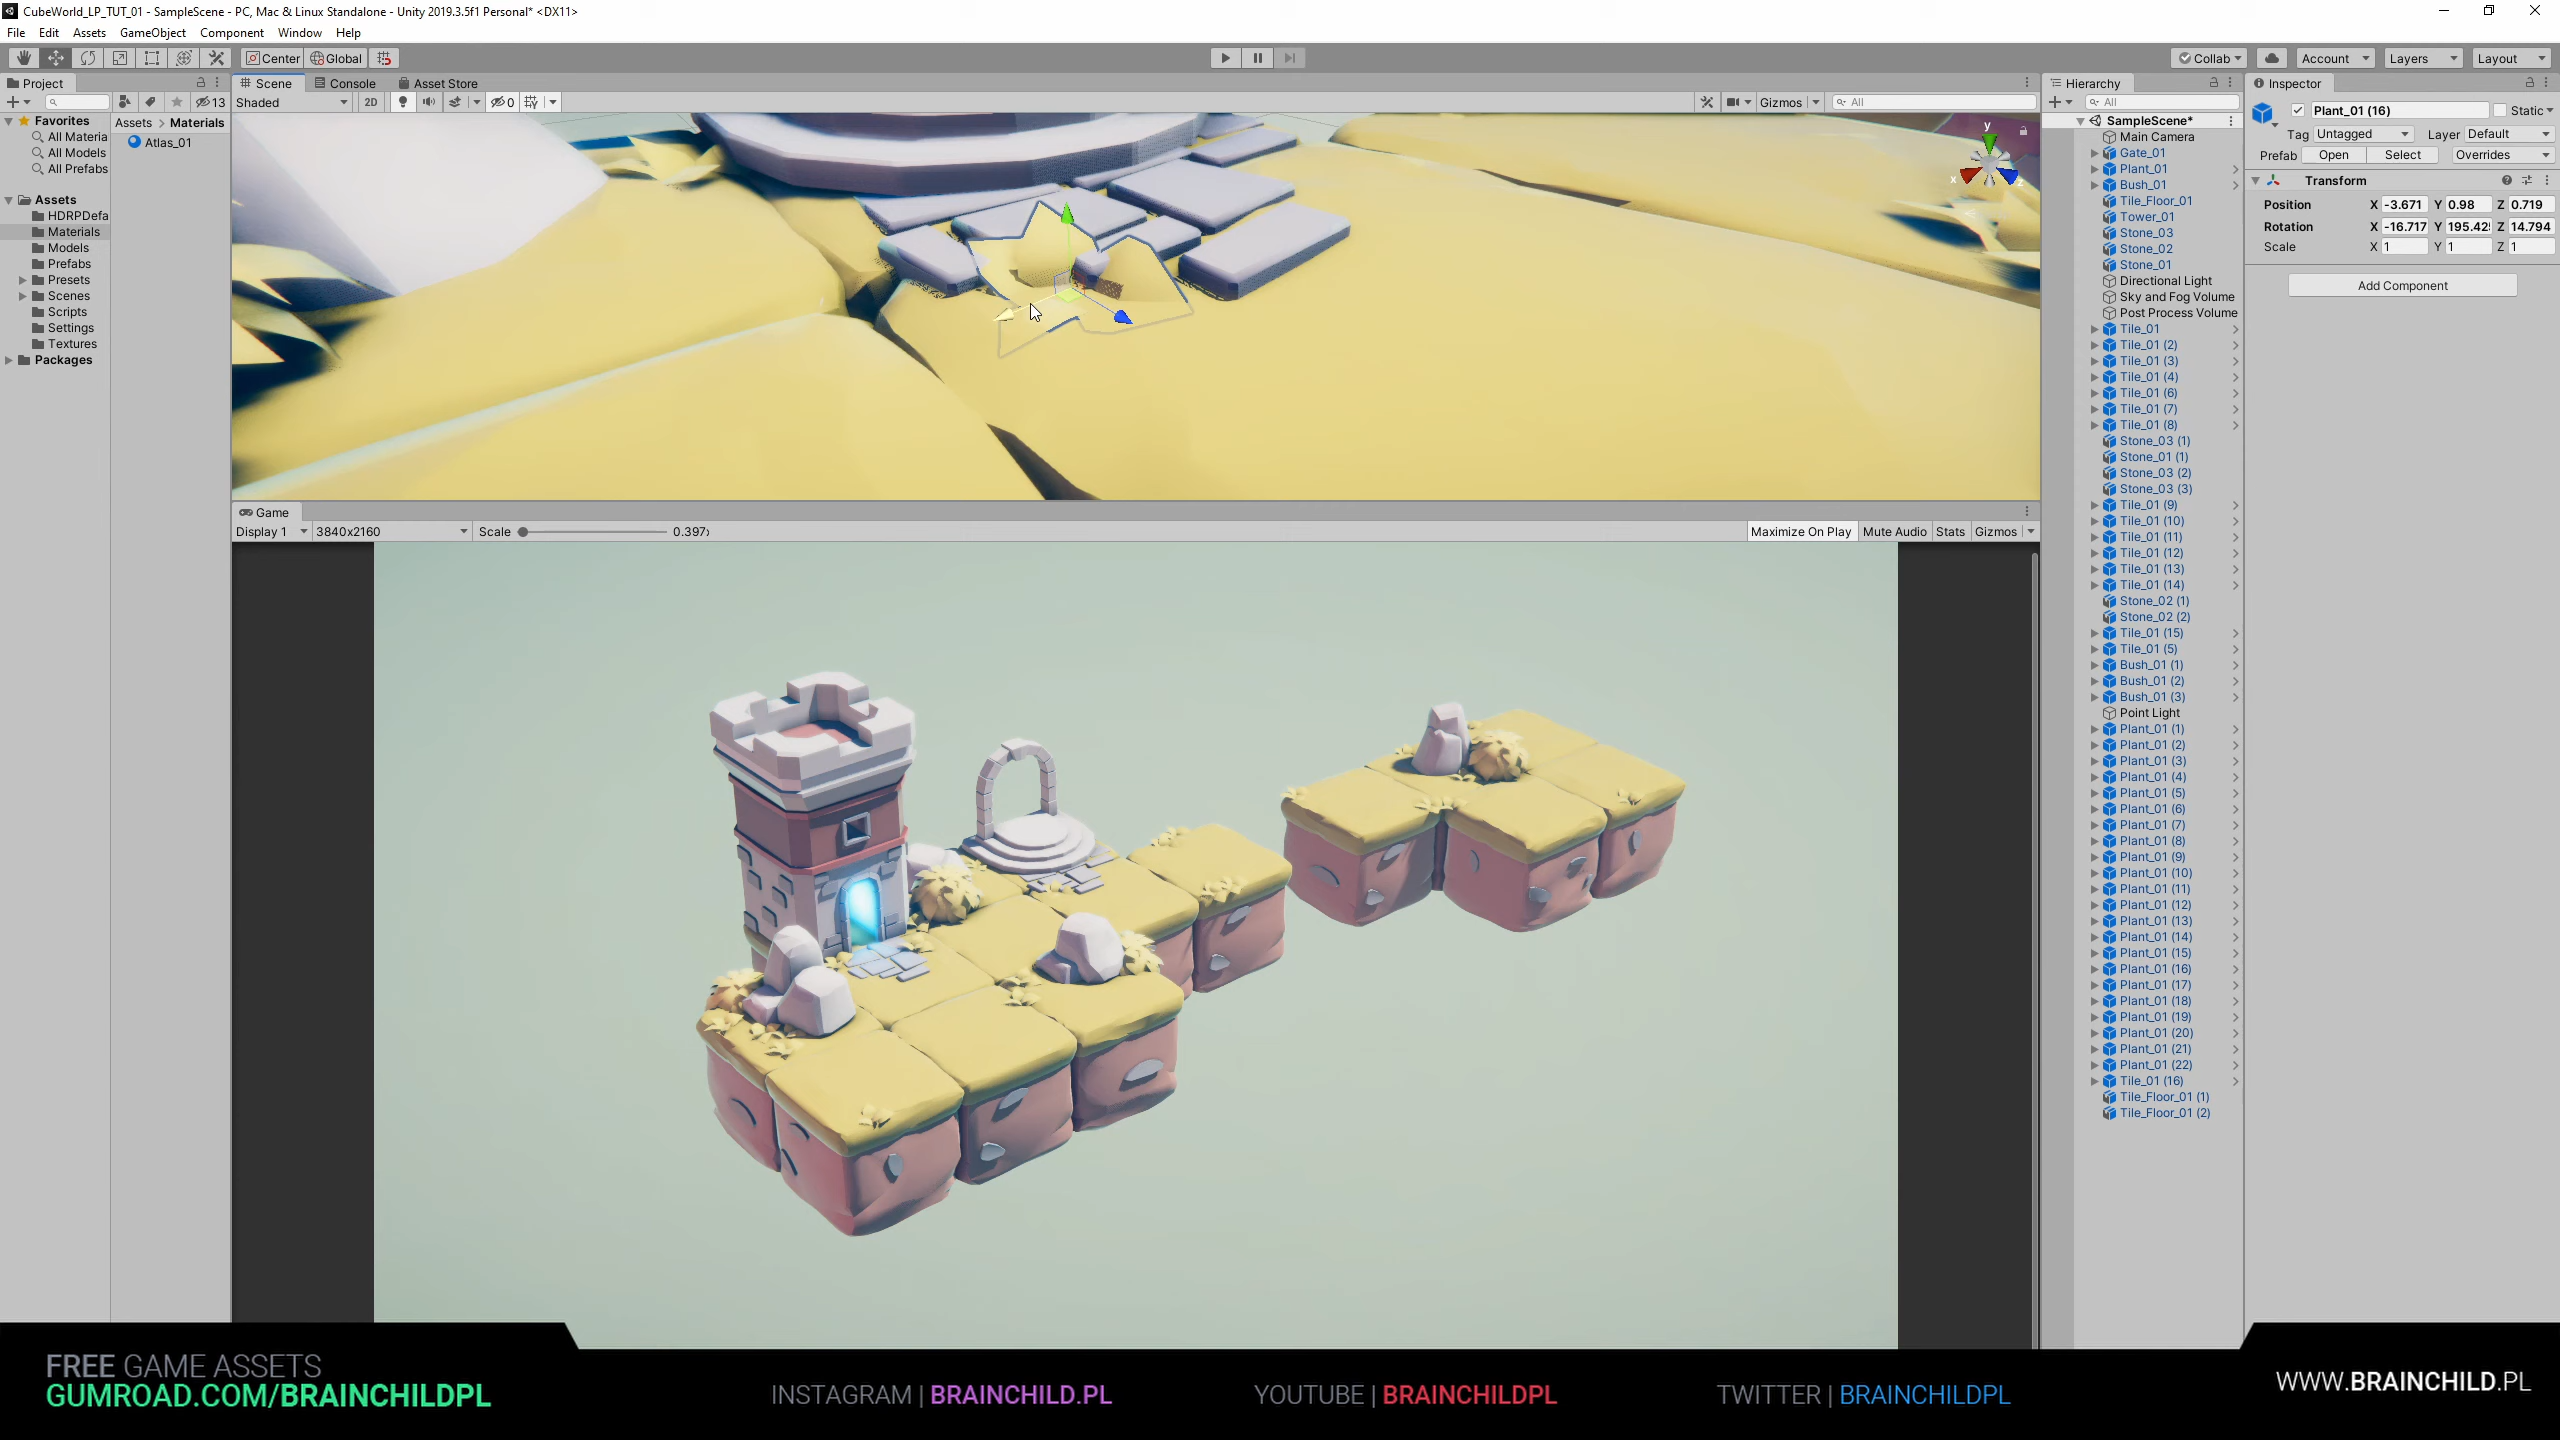 CubeWorld_LP_TUT_01 - SampleScene - PC, Mac & Linux Standalone - Unity 2019.3.5f1 Personal* <DX11>
File Edit Assets GameObject Component Window Help
Center Global Collab Account Layers Layout
Project
13
Favorites
All Materia
All Models
All Prefabs
Assets
HDRPDefa
Materials
Models
Prefabs
Presets
Scenes
Scripts
Settings
Textures
Packages
Assets > Materials
Atlas_01
Scene Console Asset Store
Shaded 2D 0 Gizmos All
y
x
z
Game
Display 1 3840x2160 Scale 0.397x Maximize On Play Mute Audio Stats Gizmos
Hierarchy
All
SampleScene*
Main Camera
Gate_01
Plant_01
Bush_01
Tile_Floor_01
Tower_01
Stone_03
Stone_02
Stone_01
Directional Light
Sky and Fog Volume
Post Process Volume
Tile_01
Tile_01 (2)
Tile_01 (3)
Tile_01 (4)
Tile_01 (6)
Tile_01 (7)
Tile_01 (8)
Stone_03 (1)
Stone_01 (1)
Stone_03 (2)
Stone_03 (3)
Tile_01 (9)
Tile_01 (10)
Tile_01 (11)
Tile_01 (12)
Tile_01 (13)
Tile_01 (14)
Stone_02 (1)
Stone_02 (2)
Tile_01 (15)
Tile_01 (5)
Bush_01 (1)
Bush_01 (2)
Bush_01 (3)
Point Light
Plant_01 (1)
Plant_01 (2)
Plant_01 (3)
Plant_01 (4)
Plant_01 (5)
Plant_01 (6)
Plant_01 (7)
Plant_01 (8)
Plant_01 (9)
Plant_01 (10)
Plant_01 (11)
Plant_01 (12)
Plant_01 (13)
Plant_01 (14)
Plant_01 (15)
Plant_01 (16)
Plant_01 (17)
Plant_01 (18)
Plant_01 (19)
Plant_01 (20)
Plant_01 (21)
Plant_01 (22)
Tile_01 (16)
Tile_Floor_01 (1)
Tile_Floor_01 (2)
Inspector
Plant_01 (16) Static
Tag Untagged Layer Default
Prefab Open Select Overrides
Transform
Position X -3.671 Y 0.98 Z 0.719
Rotation X -16.717 Y 195.42 Z 14.794
Scale X 1 Y 1 Z 1
Add Component
FREE GAME ASSETS
GUMROAD.COM/BRAINCHILDPL
INSTAGRAM | BRAINCHILD.PL
YOUTUBE | BRAINCHILDPL
TWITTER | BRAINCHILDPL
WWW.BRAINCHILD.PL